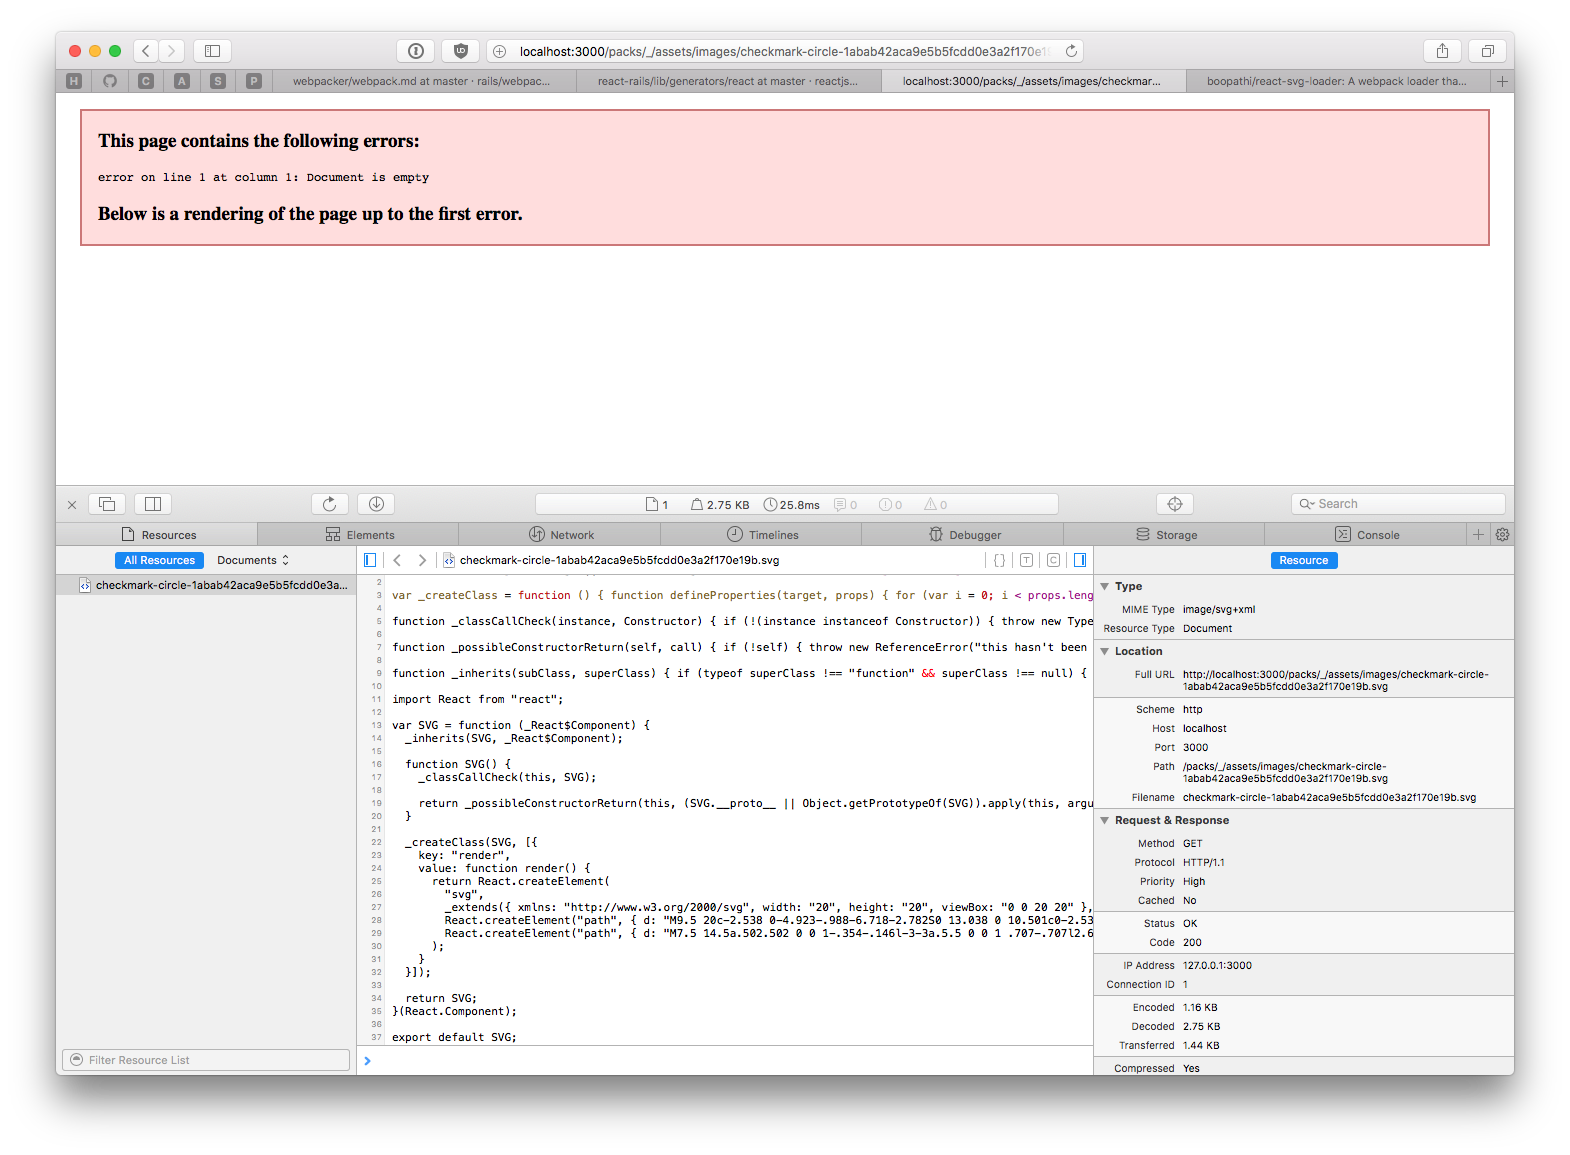 localhost:3000/packs/_/assets/images/checkmark-circle-1abab42aca9e5b5fcdd0e3a2f170e1
H C A S P
webpacker/webpack.md at master · rails/webpac...
react-rails/lib/generators/react at master · reactjs...
localhost:3000/packs/_/assets/images/checkmar...
boopathi/react-svg-loader: A webpack loader tha...
This page contains the following errors:
error on line 1 at column 1: Document is empty
Below is a rendering of the page up to the first error.
1 2.75 KB 25.8ms 0 0 0
Search
Resources Elements Network Timelines Debugger Storage Console
All Resources Documents
checkmark-circle-1abab42aca9e5b5fcdd0e3a2f170e19b.svg
Resource
checkmark-circle-1abab42aca9e5b5fcdd0e3a...
Filter Resource List
2
3 var _createClass = function () { function defineProperties(target, props) { for (var i = 0; i < props.leng
4
5 function _classCallCheck(instance, Constructor) { if (!(instance instanceof Constructor)) { throw new Type
6
7 function _possibleConstructorReturn(self, call) { if (!self) { throw new ReferenceError("this hasn't been
8
9 function _inherits(subClass, superClass) { if (typeof superClass !== "function" && superClass !== null) {
10
11 import React from "react";
12
13 var SVG = function (_React$Component) {
14 _inherits(SVG, _React$Component);
15
16 function SVG() {
17 _classCallCheck(this, SVG);
18
19 return _possibleConstructorReturn(this, (SVG.__proto__ || Object.getPrototypeOf(SVG)).apply(this, argu
20 }
21
22 _createClass(SVG, [{
23 key: "render",
24 value: function render() {
25 return React.createElement(
26 "svg",
27 _extends({ xmlns: "http://www.w3.org/2000/svg", width: "20", height: "20", viewBox: "0 0 20 20" },
28 React.createElement("path", { d: "M9.5 20c-2.538 0-4.923-.988-6.718-2.782S0 13.038 0 10.501c0-2.53
29 React.createElement("path", { d: "M7.5 14.5a.502.502 0 0 1-.354-.146l-3-3a.5.5 0 0 1 .707-.707l2.6
30 );
31 }
32 }]);
33
34 return SVG;
35 }(React.Component);
36
37 export default SVG;
Type
MIME Type image/svg+xml
Resource Type Document
Location
Full URL http://localhost:3000/packs/_/assets/images/checkmark-circle-
1abab42aca9e5b5fcdd0e3a2f170e19b.svg
Scheme http
Host localhost
Port 3000
Path /packs/_/assets/images/checkmark-circle-
1abab42aca9e5b5fcdd0e3a2f170e19b.svg
Filename checkmark-circle-1abab42aca9e5b5fcdd0e3a2f170e19b.svg
Request & Response
Method GET
Protocol HTTP/1.1
Priority High
Cached No
Status OK
Code 200
IP Address 127.0.0.1:3000
Connection ID 1
Encoded 1.16 KB
Decoded 2.75 KB
Transferred 1.44 KB
Compressed Yes